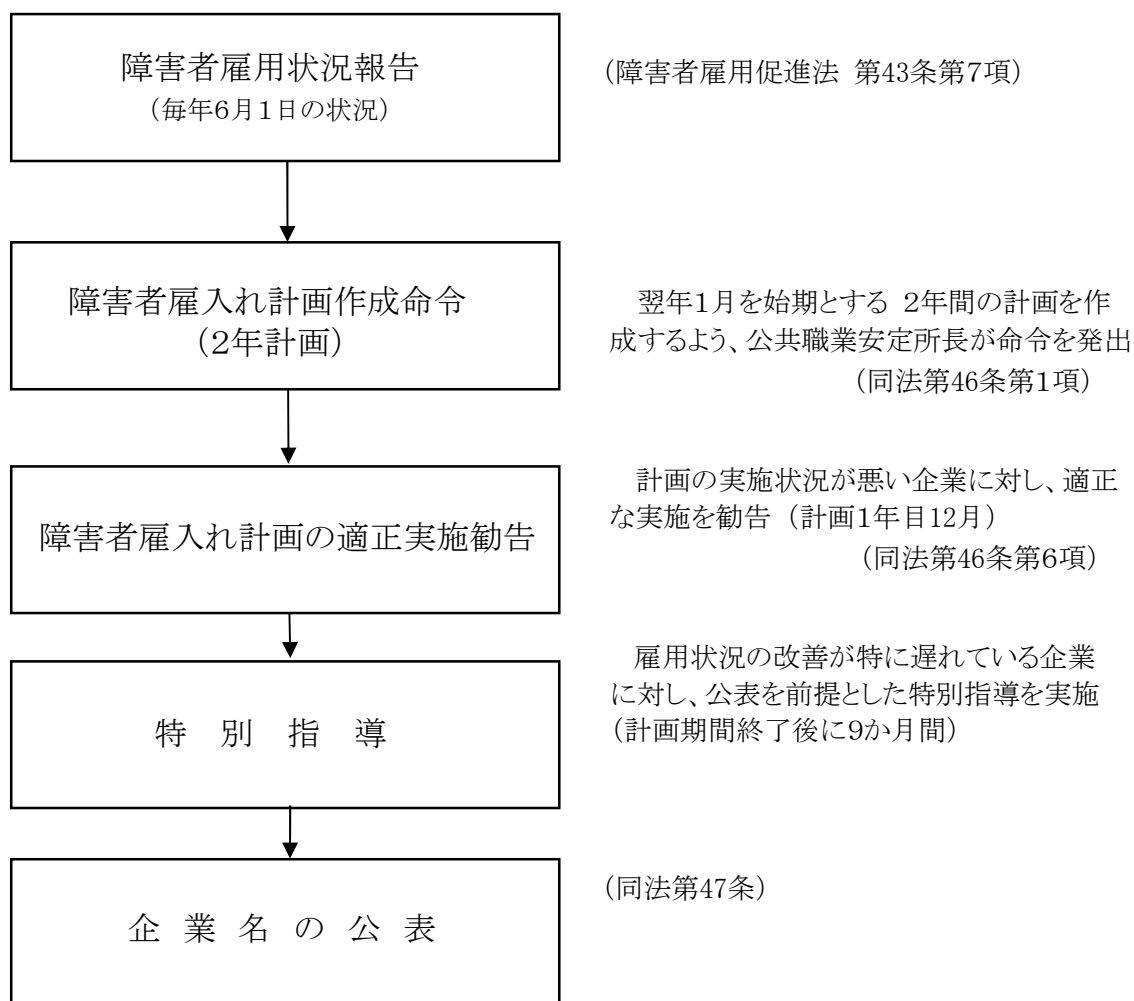 障害者雇用状況報告
（毎年６月１日の状況）
（障害者雇用促進法 第43条第７項）
障害者雇入れ計画作成命令
（２年計画）
翌年１月を始期とする ２年間の計画を作
成するよう、公共職業安定所長が命令を発出
（同法第46条第１項）
障害者雇入れ計画の適正実施勧告
計画の実施状況が悪い企業に対し、適正
な実施を勧告（計画１年目12月）
（同法第46条第６項）
特 別 指 導
雇用状況の改善が特に遅れている企業
に対し、公表を前提とした特別指導を実施
（計画期間終了後に９か月間）
企 業 名 の 公 表
（同法第47条）